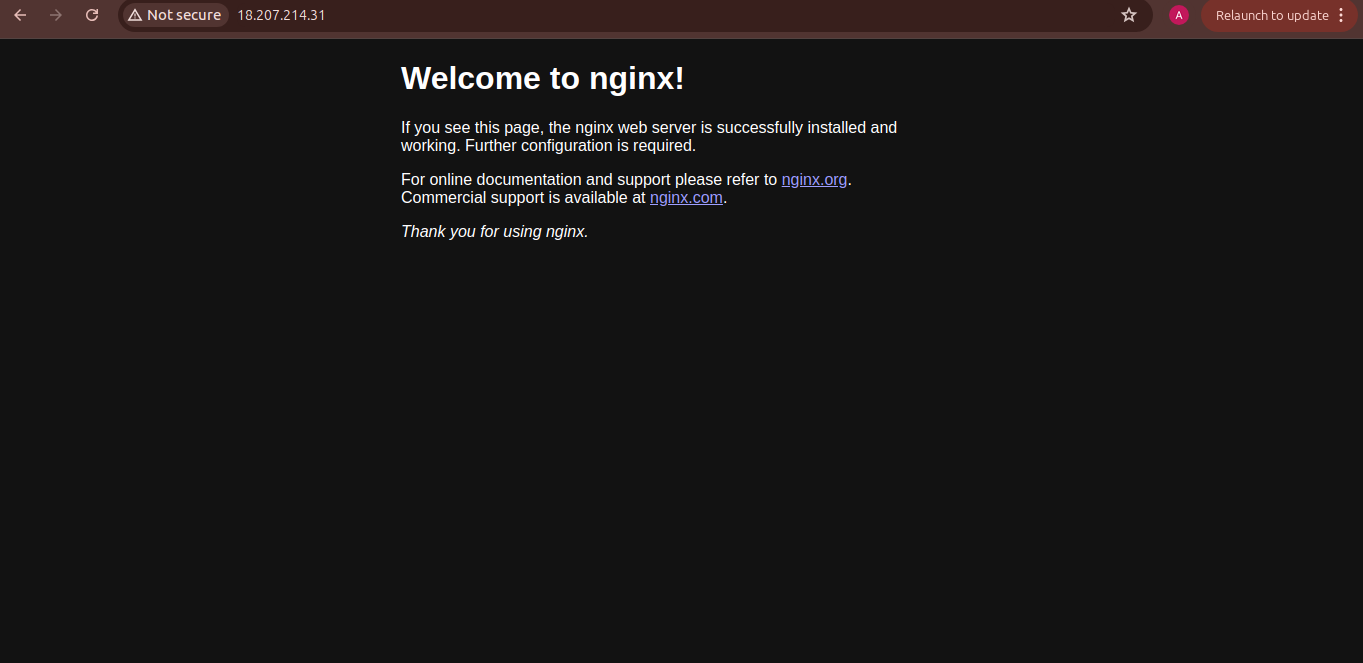 Not secure 18.207.214.31 A Relaunch to update
Welcome to nginx!
If you see this page, the nginx web server is successfully installed and
working. Further configuration is required.
For online documentation and support please refer to nginx.org.
Commercial support is available at nginx.com.
Thank you for using nginx.